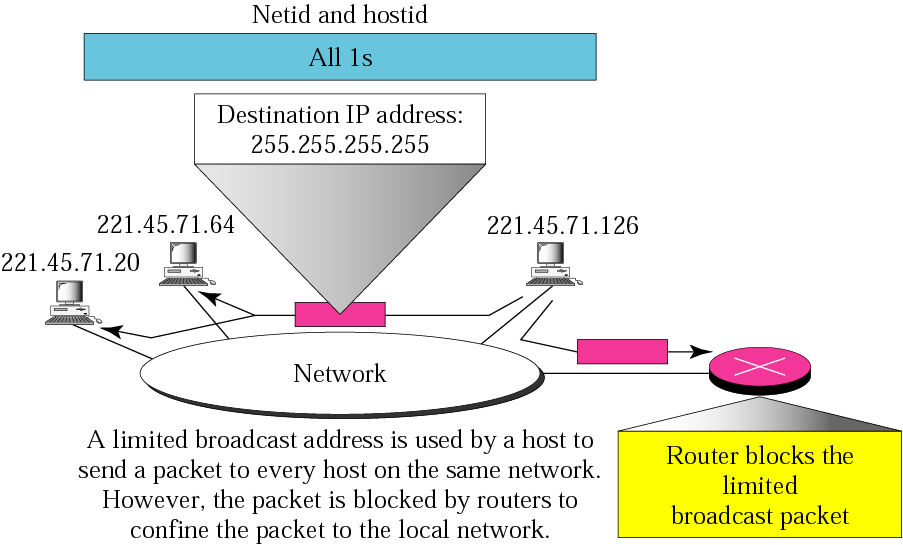 Netid and hostid
All 1s
Destination IP address:
255.255.255.255
221.45.71.64
221.45.71.126
221.45.71.20
Network
A limited broadcast address is used by a host to
send a packet to every host on the same network.
However, the packet is blocked by routers to
confine the packet to the local network.
Router blocks the
limited
broadcast packet